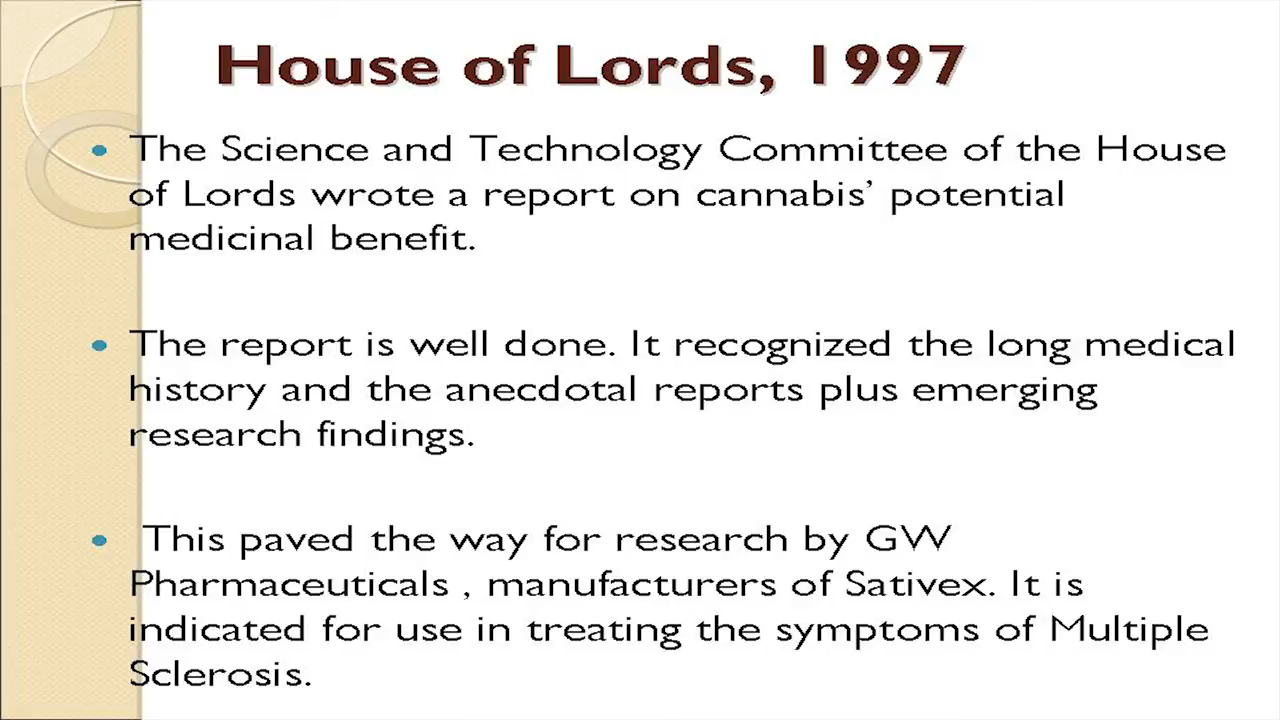 House of Lords, 1997
• The Science and Technology Committee of the House
of Lords wrote a report on cannabis’ potential
medicinal benefit.
• The report is well done. It recognized the long medical
history and the anecdotal reports plus emerging
research findings.
• This paved the way for research by GW
Pharmaceuticals , manufacturers of Sativex. It is
indicated for use in treating the symptoms of Multiple
Sclerosis.